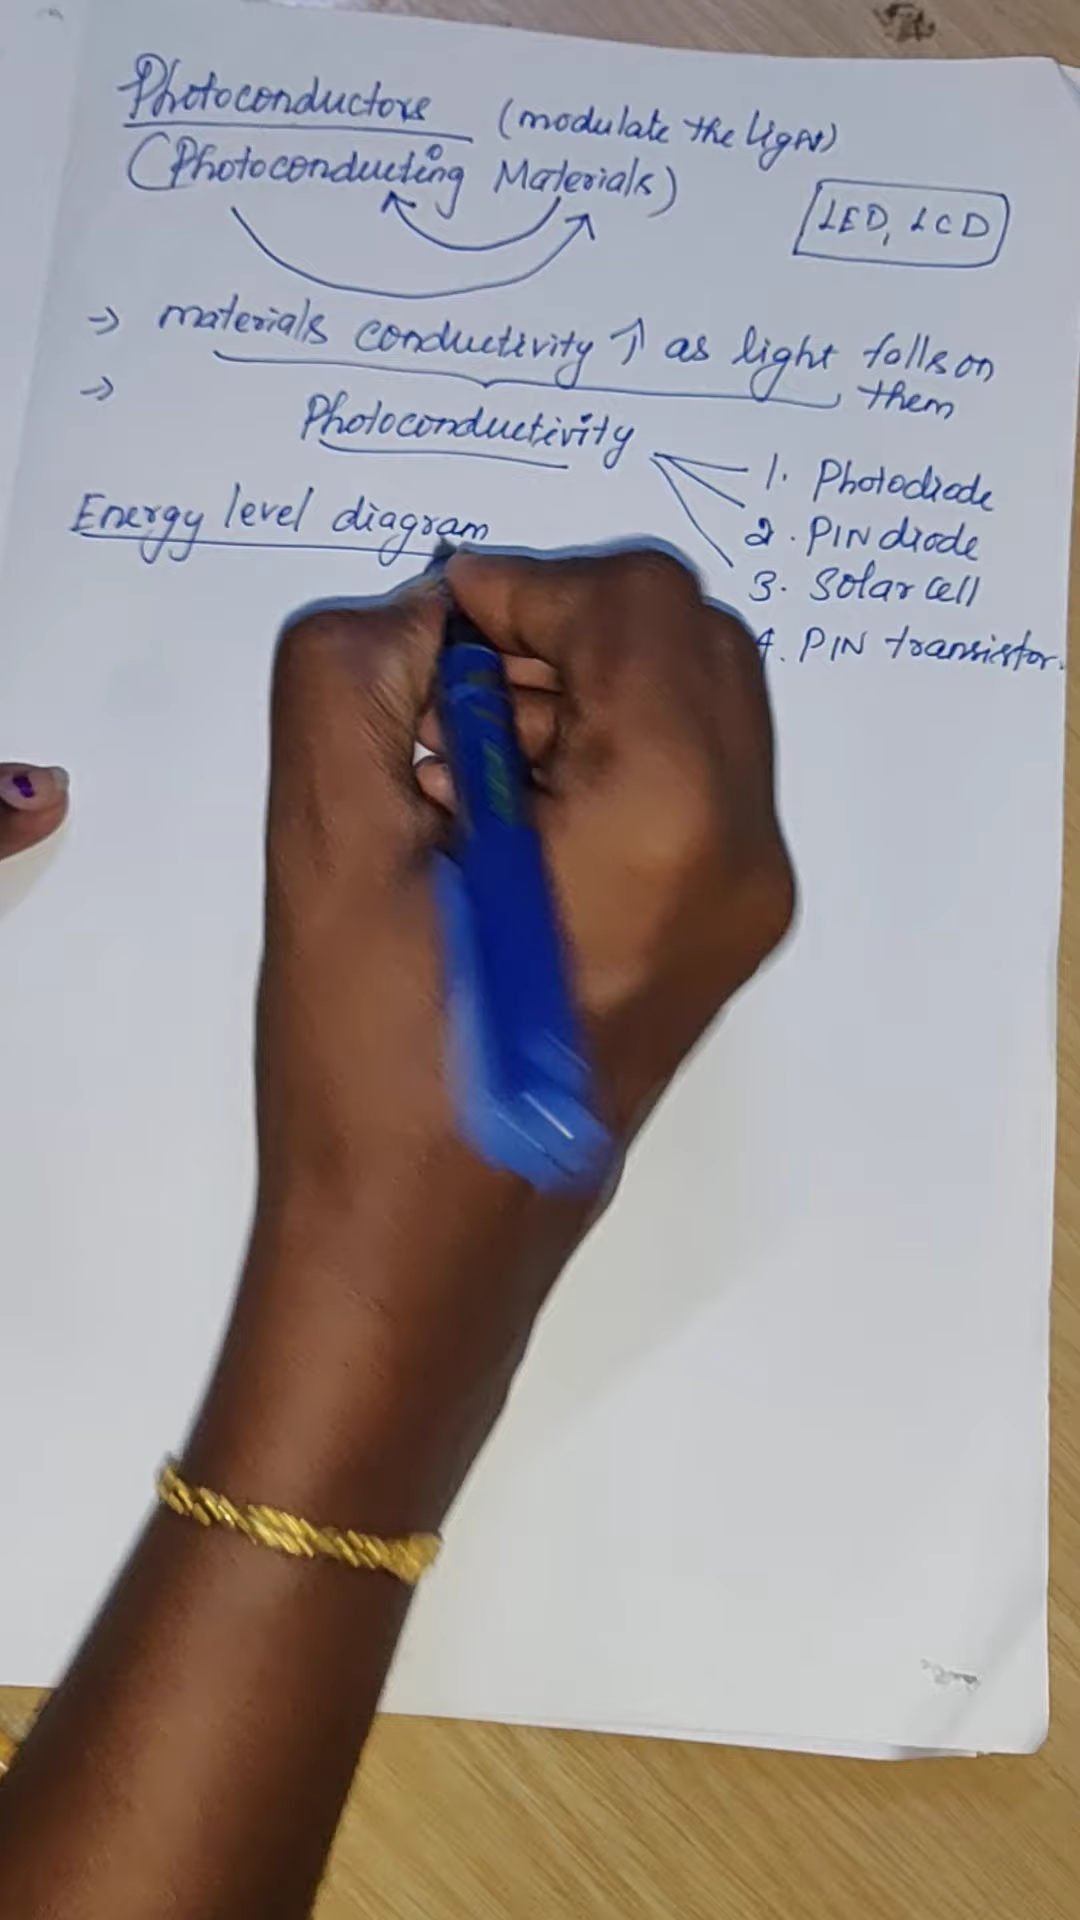 Photoconductors (modulate the light)
(Photoconducting Materials)
LED, LCD
→ materials conductivity ↑ as light falls on
→ them
Photoconductivity
1. Photodiode
2. PIN diode
3. Solar cell
4. PIN transistor.
Energy level diagram